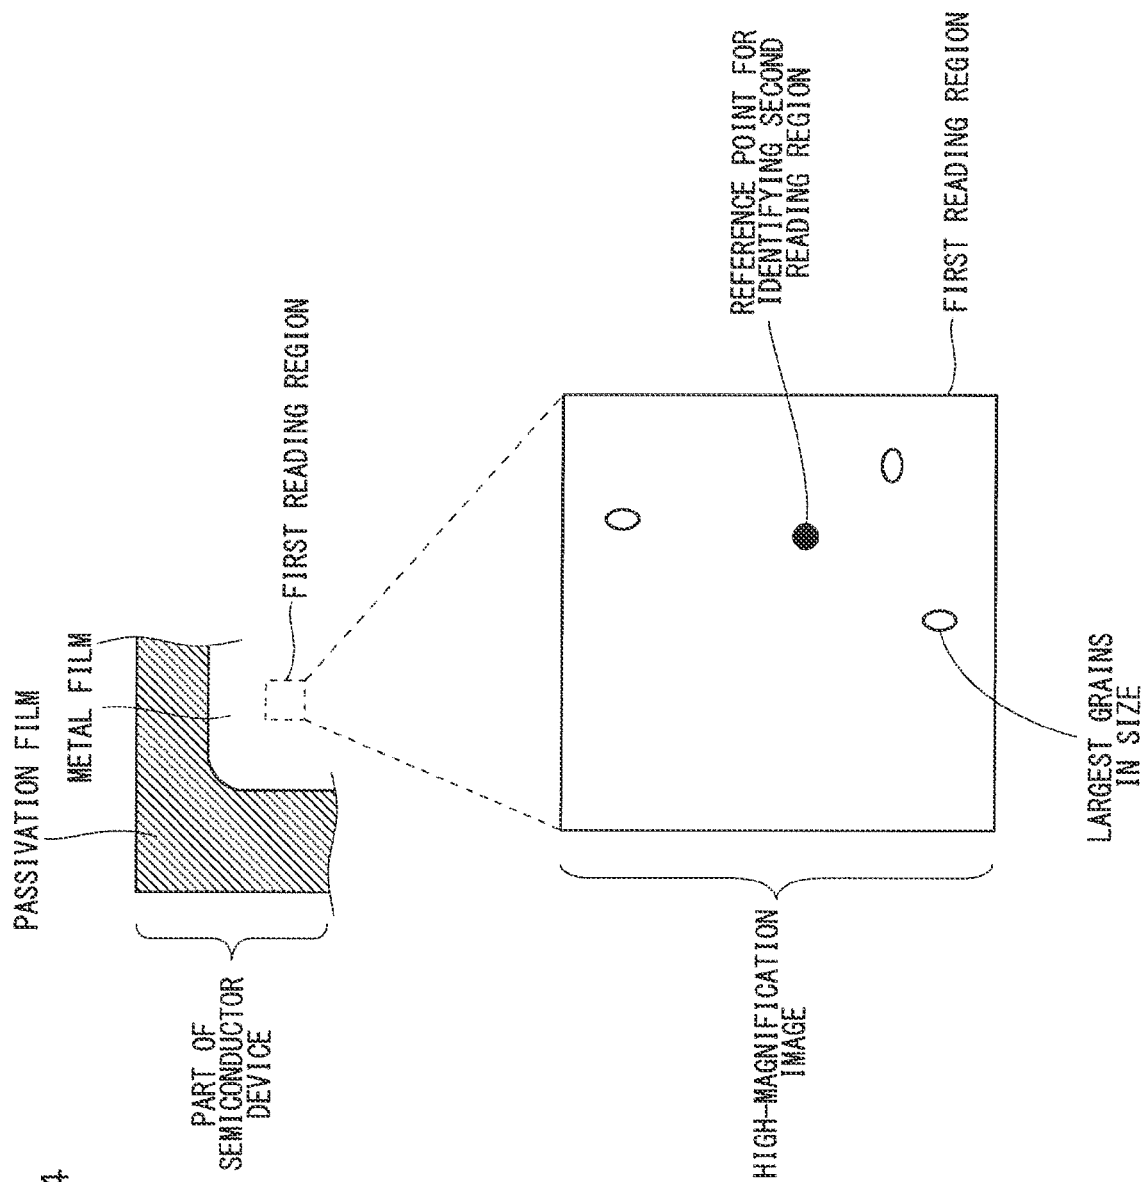 4
PASSIVATION FILM
METAL FILM
FIRST READING REGION
PART OF
SEMICONDUCTOR
DEVICE
REFERENCE POINT FOR
IDENTIFYING SECOND
READING REGION
FIRST READING REGION
HIGH-MAGNIFICATION
IMAGE
LARGEST GRAINS
IN SIZE